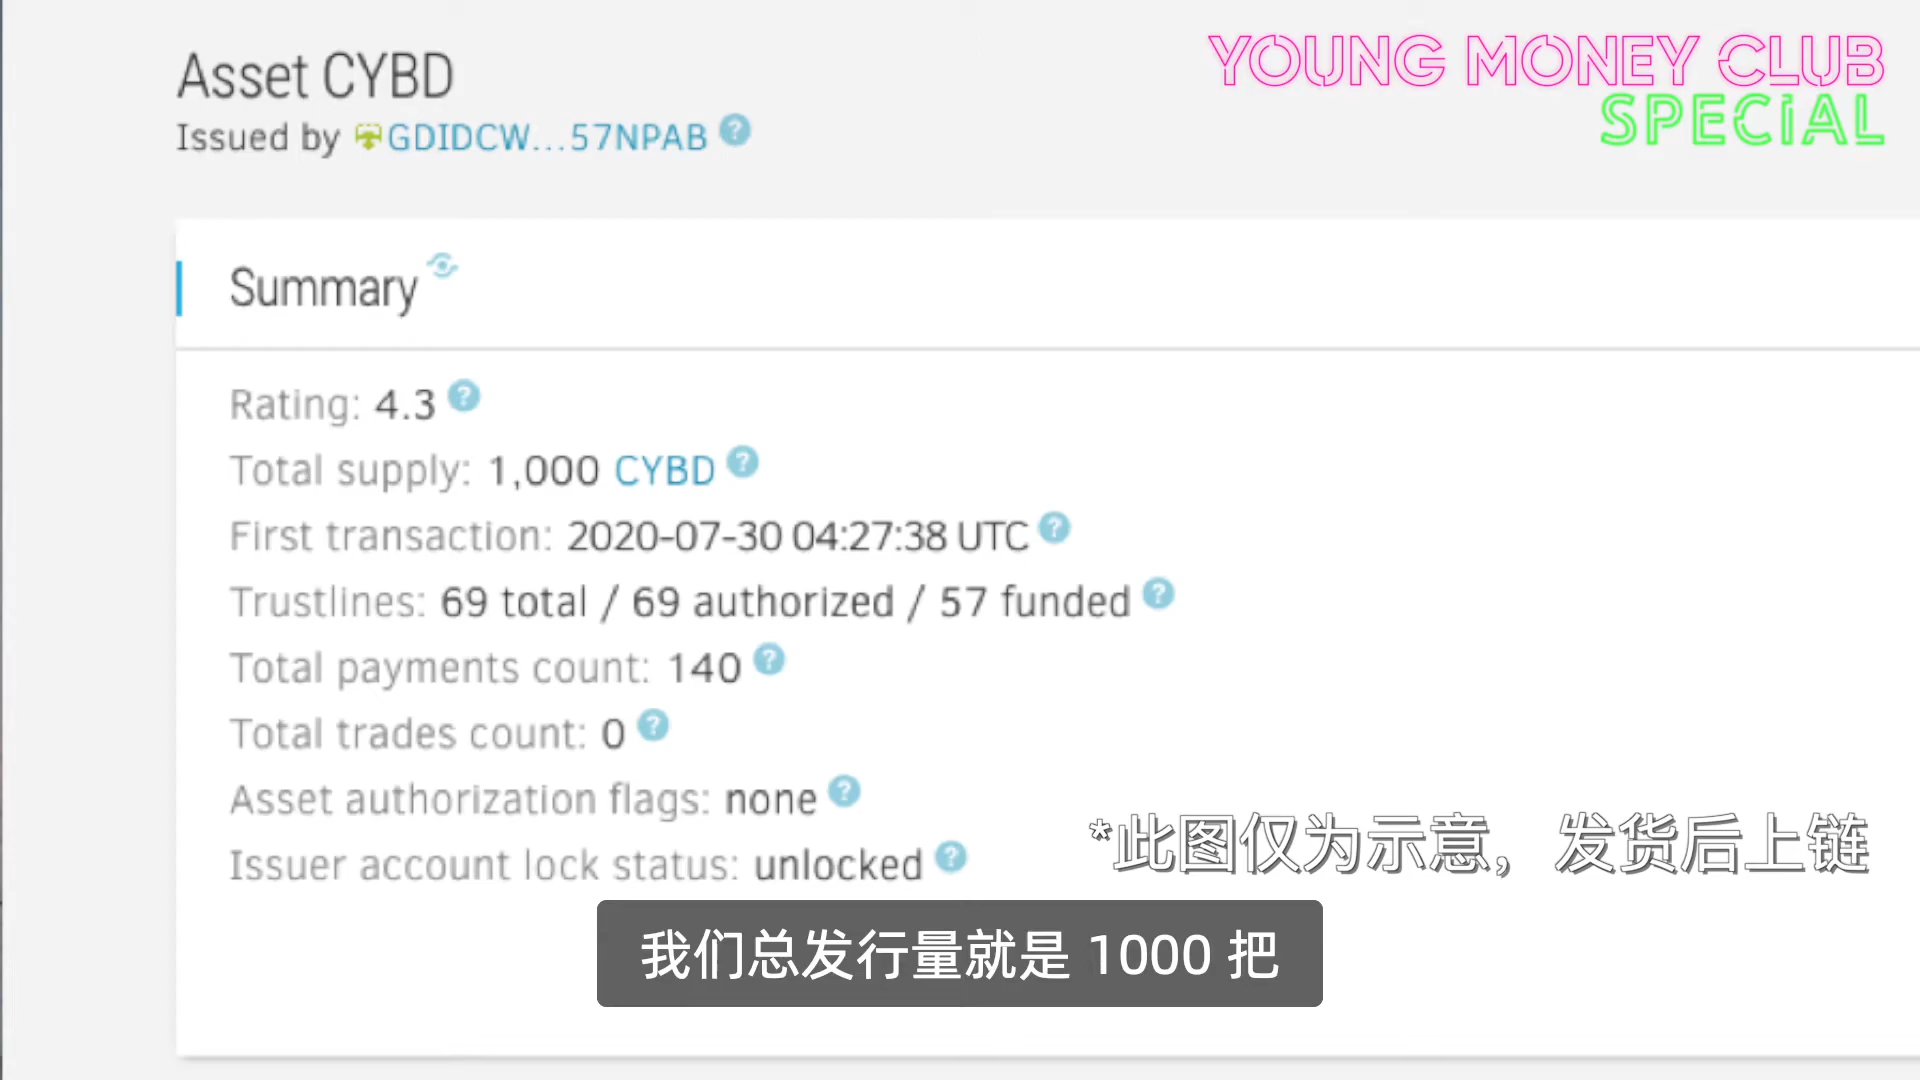 Asset CYBD
Issued by GDIDCW...57NPAB ?
YOUNG MONEY CLUB
SPECiAL
Summary
Rating: 4.3 ?
Total supply: 1,000 CYBD ?
First transaction: 2020-07-30 04:27:38 UTC ?
Trustlines: 69 total / 69 authorized / 57 funded ?
Total payments count: 140 ?
Total trades count: 0 ?
Asset authorization flags: none ?
Issuer account lock status: unlocked ?
*此图仅为示意，发货后上链
我们总发行量就是 1000 把